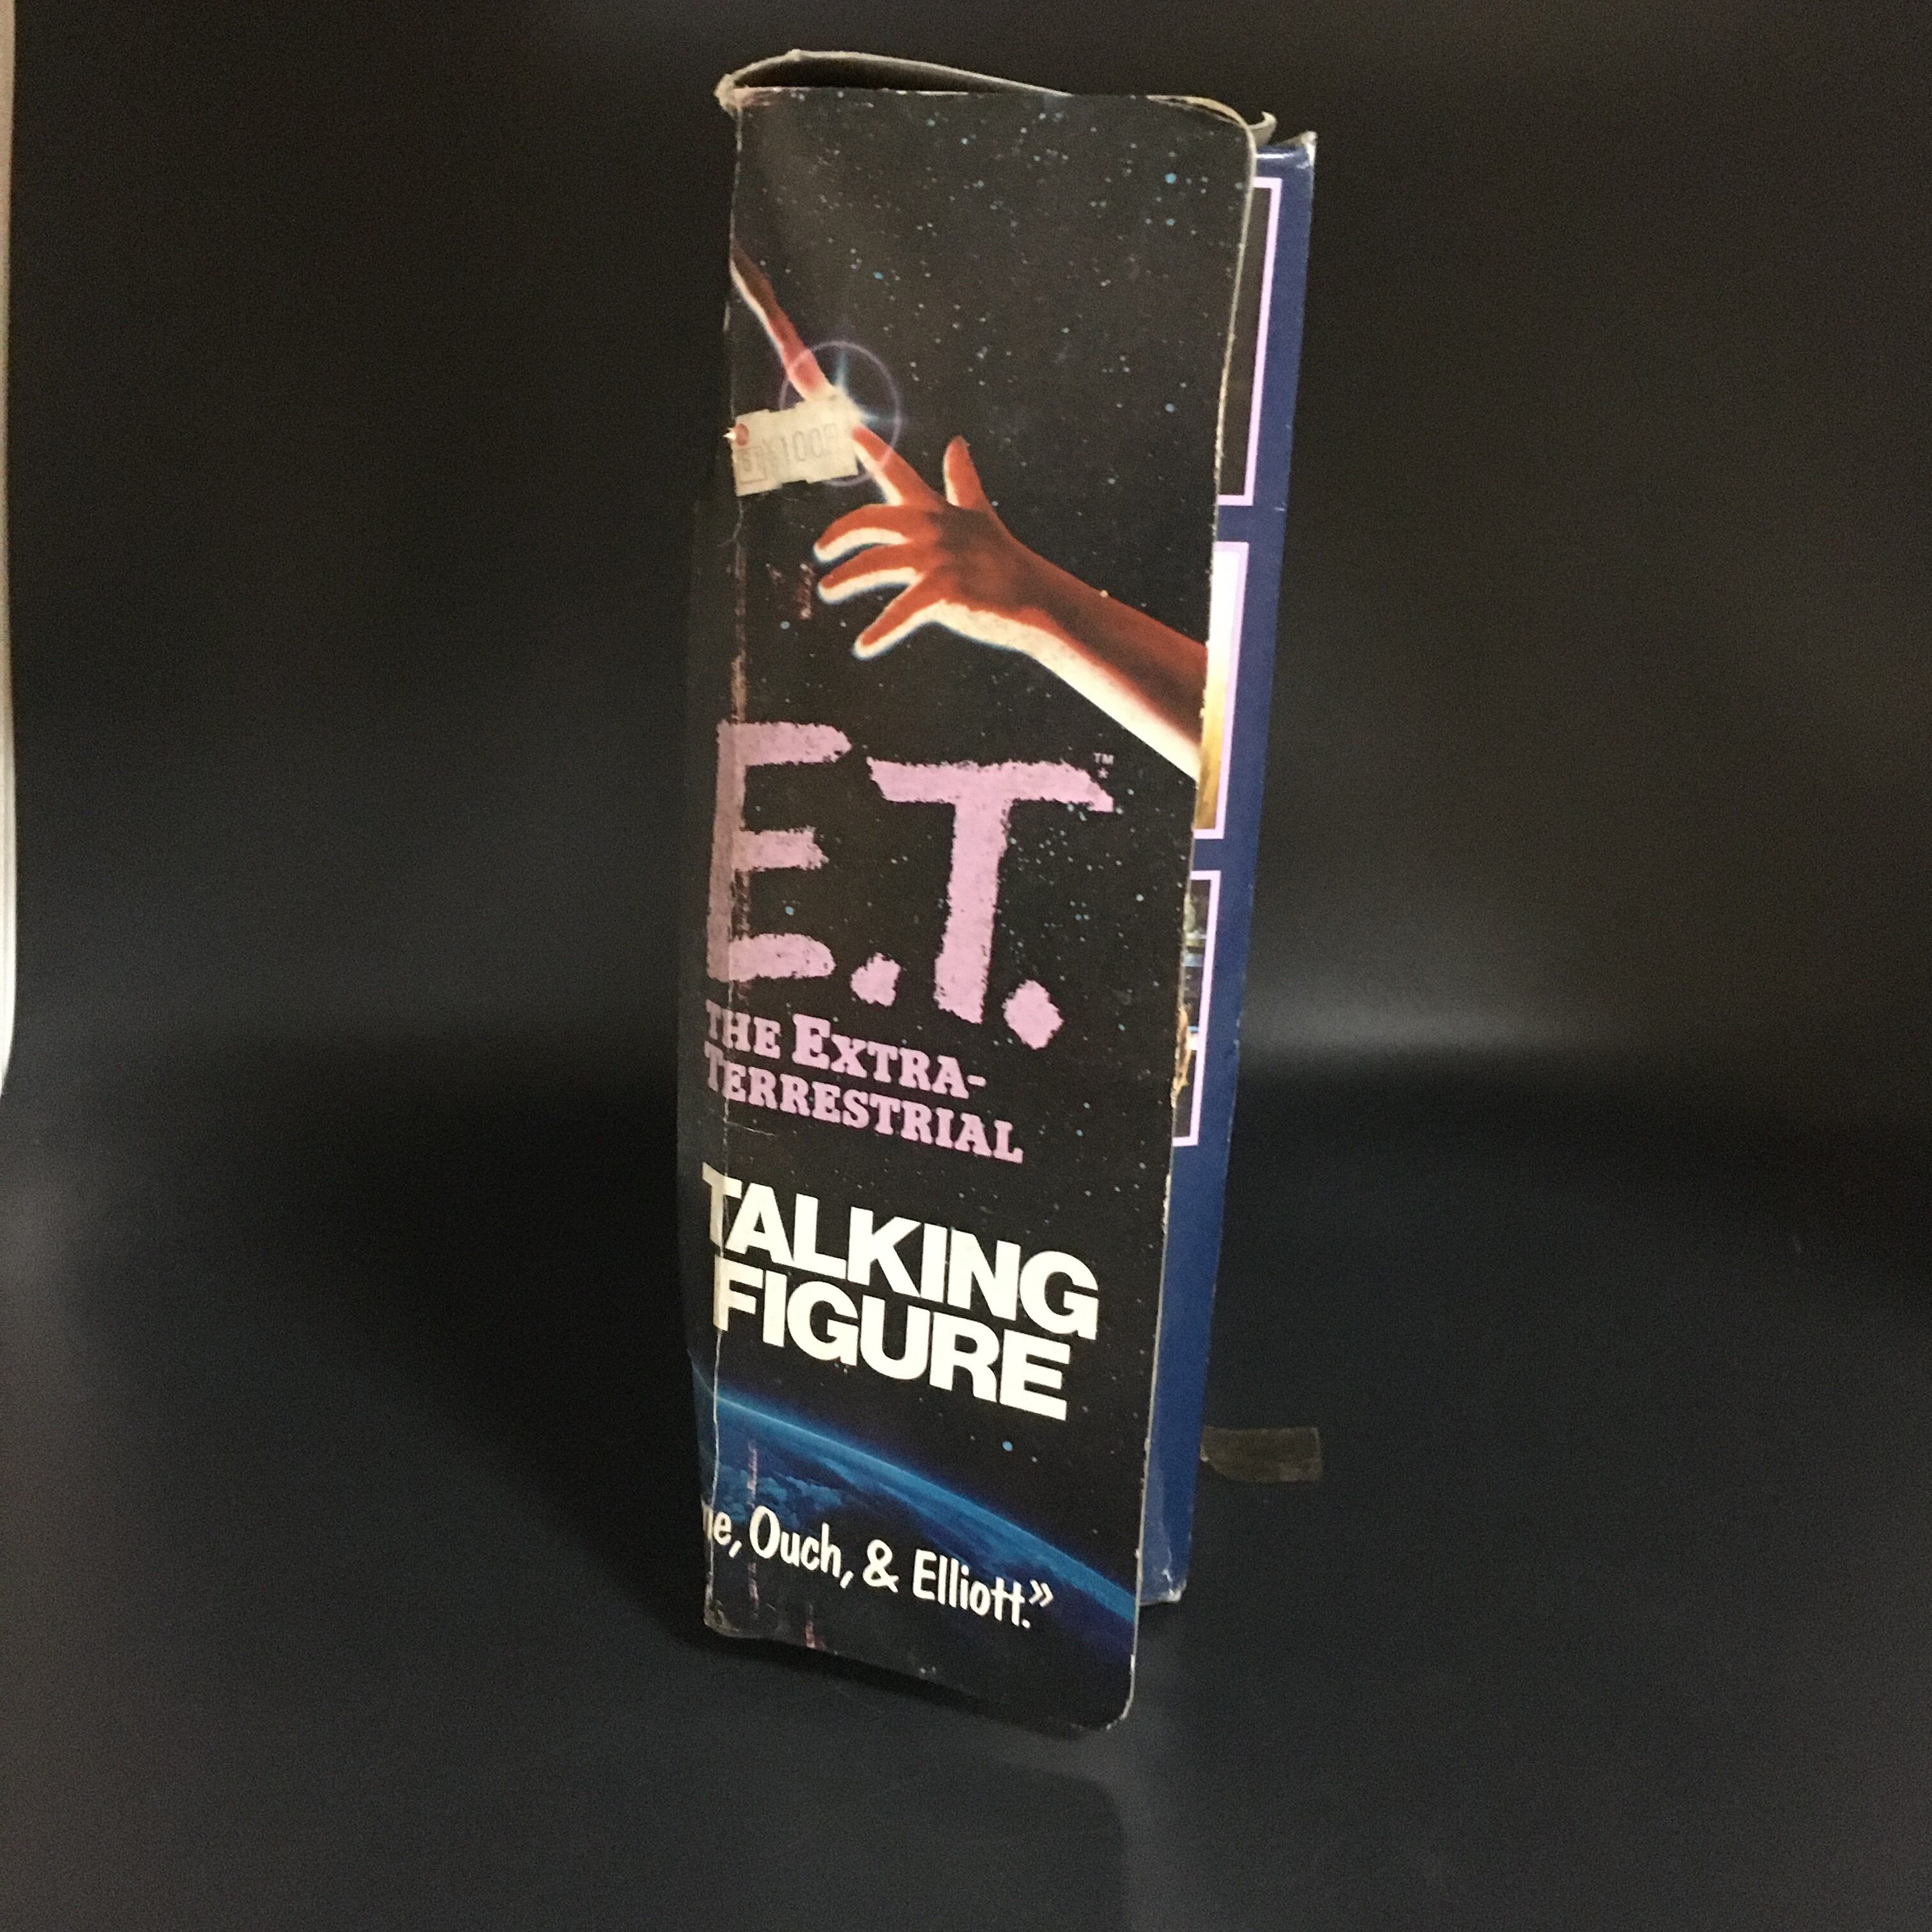 E.T.
™
*
THE EXTRA-
TERRESTRIAL
TALKING
FIGURE
Ouch, & Elliott.”